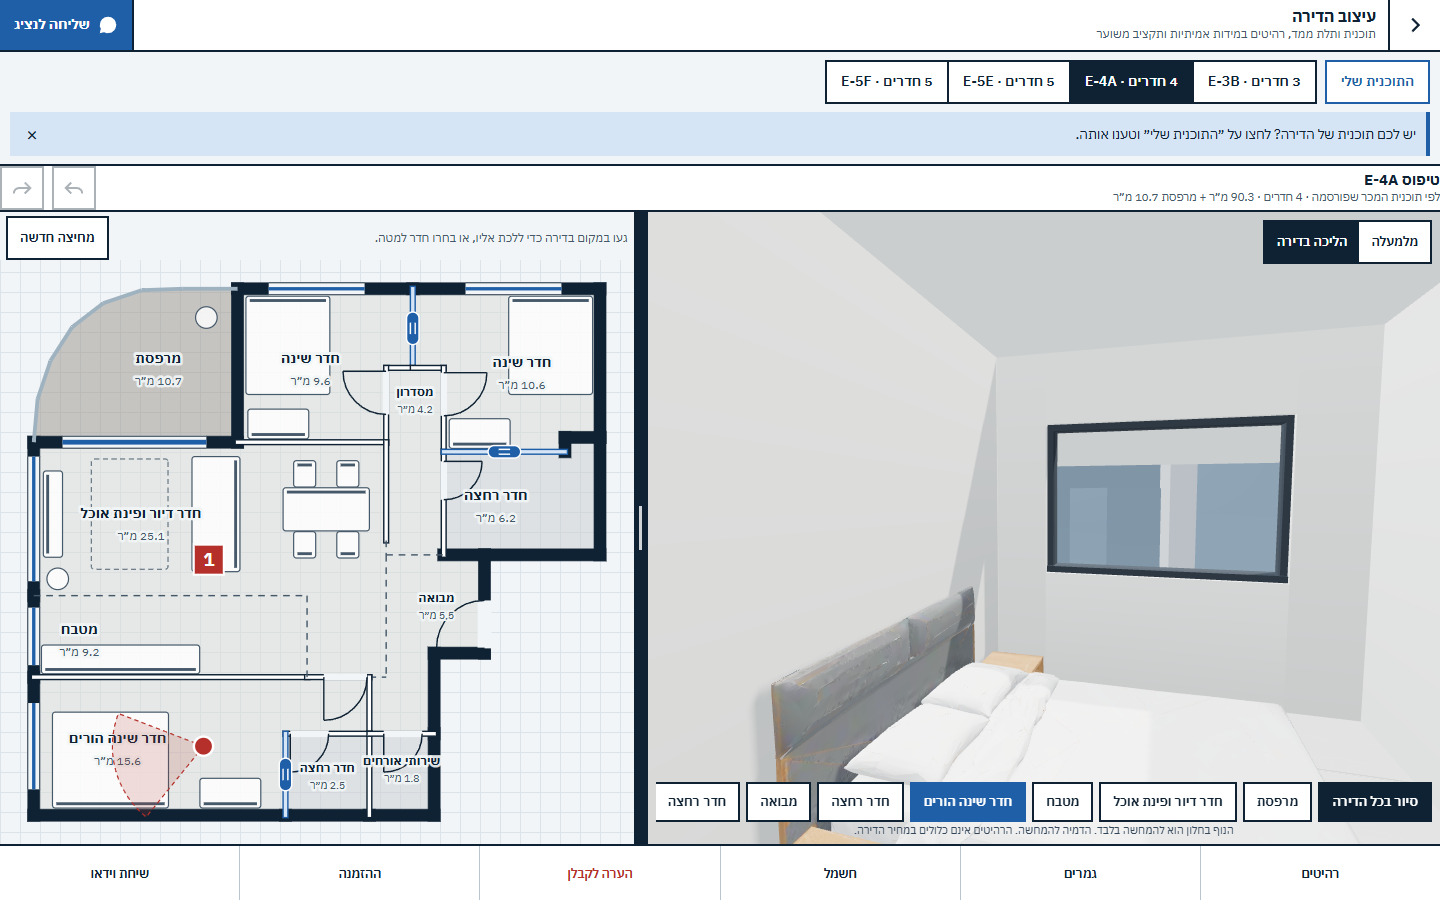 עיצוב הדירה
תוכנית ותלת ממד, רהיטים במידות אמיתיות ותקציב משוער
שליחה לנציג
התוכנית שלי
3 חדרים · E-3B
4 חדרים · E-4A
5 חדרים · E-5E
5 חדרים · E-5F
יש לכם תוכנית של הדירה? לחצו על ״התוכנית שלי״ וטענו אותה.
×
טיפוס E-4A
לפי תוכנית המכר שפורסמה · 4 חדרים · 90.3 מ״ר + מרפסת 10.7 מ״ר
מלמעלה
הליכה בדירה
געו במקום בדירה כדי ללכת אליו, או בחרו חדר למטה.
מחיצה חדשה
חדר שינה
10.6 מ״ר
חדר שינה
9.6 מ״ר
מרפסת
10.7 מ״ר
מסדרון
4.2 מ״ר
חדר רחצה
6.2 מ״ר
חדר דיור ופינת אוכל
25.1 מ״ר
1
מבואה
5.5 מ״ר
מטבח
9.2 מ״ר
חדר שינה הורים
15.6 מ״ר
חדר רחצה
2.5 מ״ר
שירותי אורחים
1.8 מ״ר
סיור בכל הדירה
מרפסת
חדר דיור ופינת אוכל
מטבח
חדר שינה הורים
חדר רחצה
מבואה
חדר רחצה
הנוף בחלון הוא להמחשה בלבד. הדמיה להמחשה. הרהיטים אינם כלולים במחיר הדירה.
רהיטים
גמרים
חשמל
הערה לקבלן
ההזמנה
שיחת וידאו